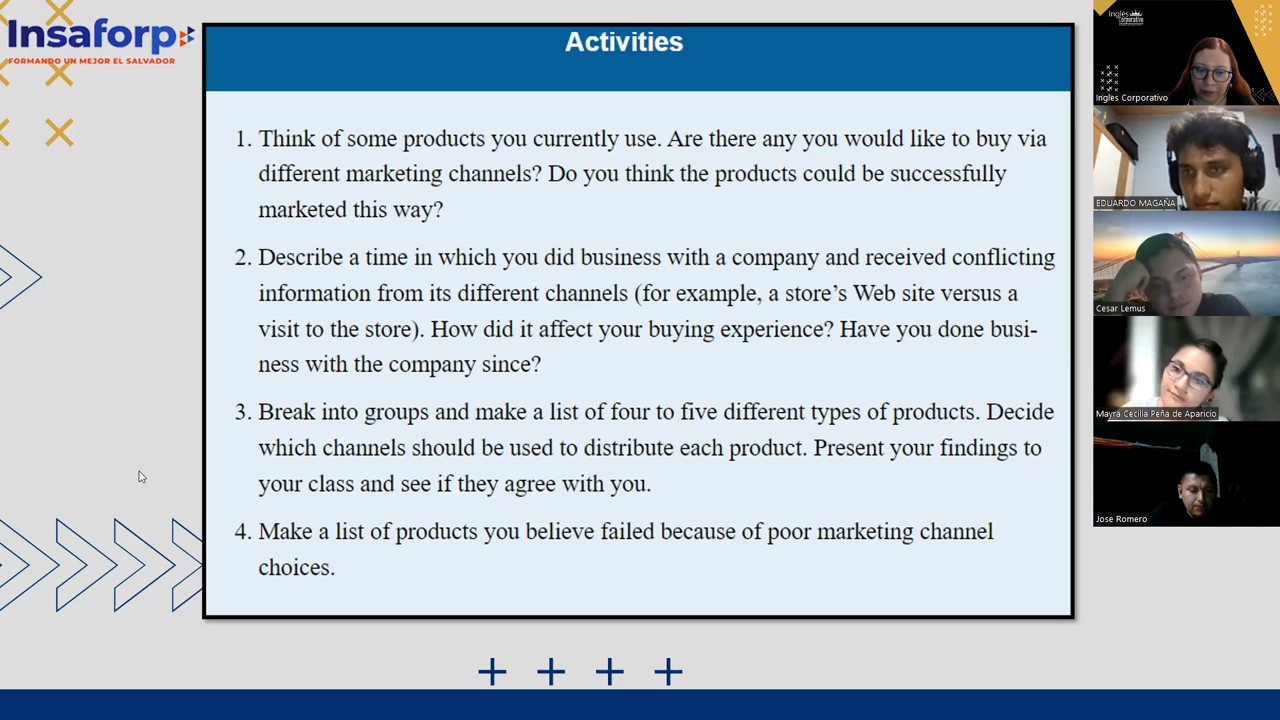 Insaforp
FORMANDO UN MEJOR EL SALVADOR
Activities
1. Think of some products you currently use. Are there any you would like to buy via
different marketing channels? Do you think the products could be successfully
marketed this way?
2. Describe a time in which you did business with a company and received conflicting
information from its different channels (for example, a store's Web site versus a
visit to the store). How did it affect your buying experience? Have you done busi-
ness with the company since?
3. Break into groups and make a list of four to five different types of products. Decide
which channels should be used to distribute each product. Present your findings to
your class and see if they agree with you.
4. Make a list of products you believe failed because of poor marketing channel
choices.
Inglés
Corporativo
Ingles Corporativo
EDUARDO MAGAÑA
Cesar Lemus
Mayra Cecilia Peña de Aparicio
Jose Romero